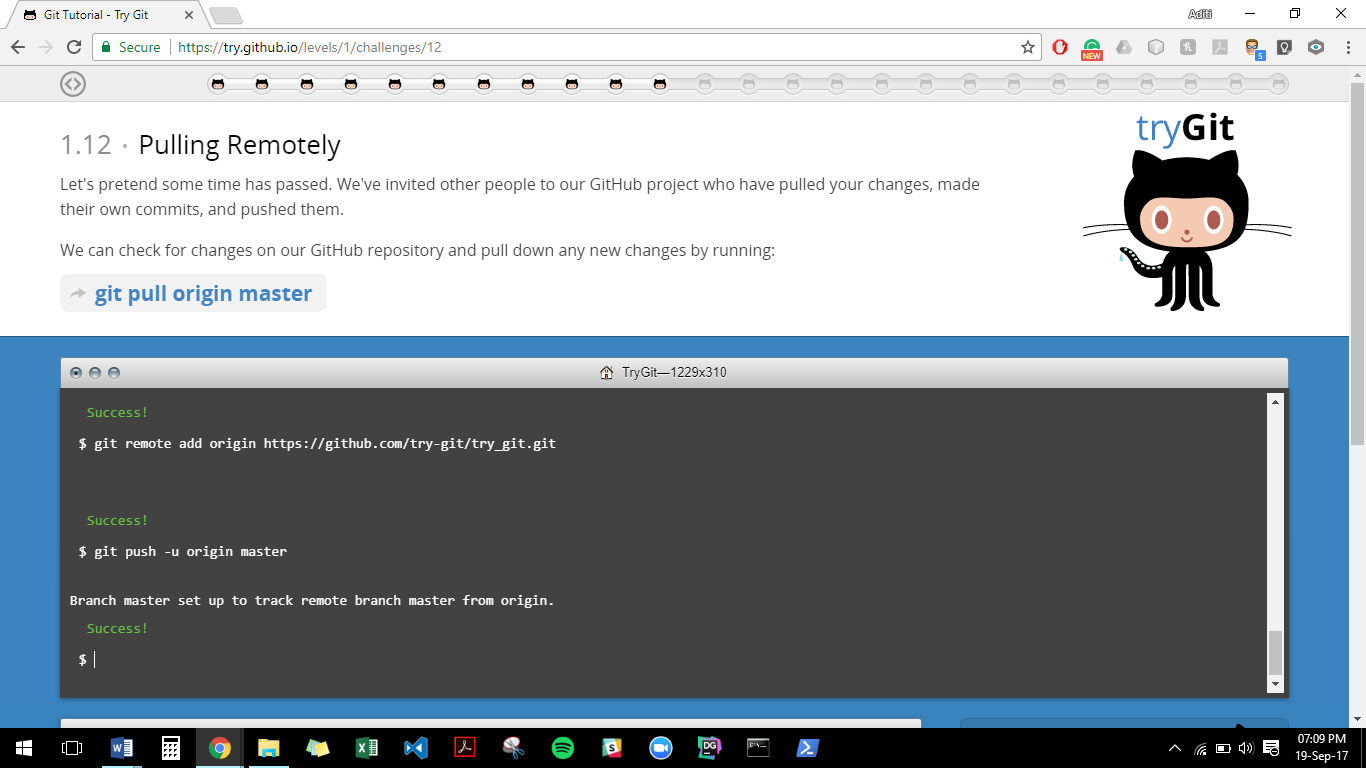 Git Tutorial - Try Git
Aditi
Secure
https://try.github.io/levels/1/challenges/12
NEW
5
1.12 · Pulling Remotely
tryGit
Let's pretend some time has passed. We've invited other people to our GitHub project who have pulled your changes, made
their own commits, and pushed them.
We can check for changes on our GitHub repository and pull down any new changes by running:
git pull origin master
TryGit—1229x310
Success!
$ git remote add origin https://github.com/try-git/try_git.git
Success!
$ git push -u origin master
Branch master set up to track remote branch master from origin.
Success!
$
07:09 PM
19-Sep-17